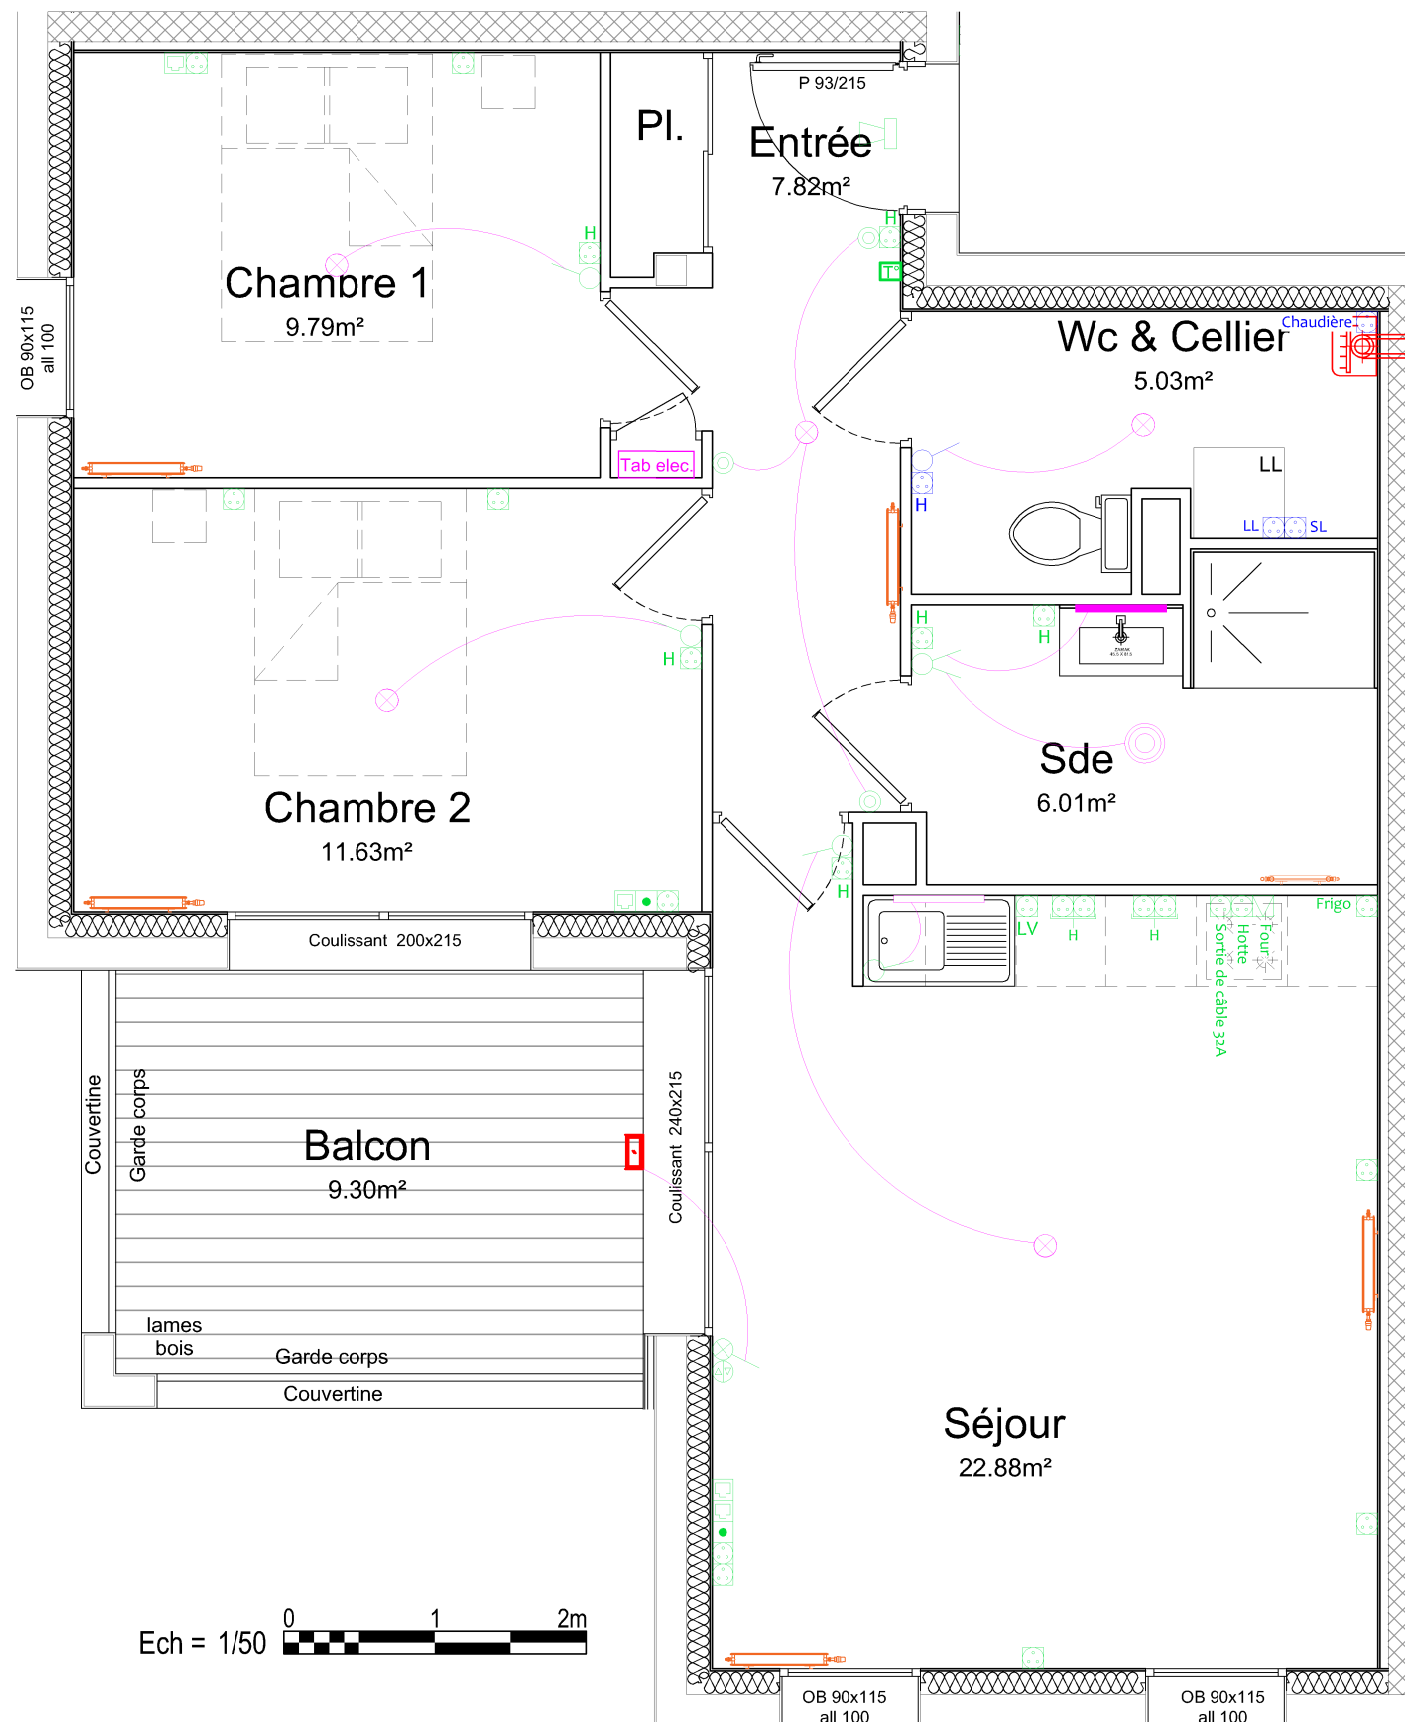 P 93/215
Pl.
Entrée
7.82m²
H
T°
H
Chambre 1
9.79m²
OB 90x115
all 100
Chaudière
Wc & Cellier
5.03m²
LL
LL
SL
H
Tab elec.
H
H
H
Sde
6.01m²
Chambre 2
11.63m²
H
LV
H
H
Sortie de câble 32A
Hotte
Four
Frigo
Coulissant 200x215
Couvertine
Garde corps
Balcon
9.30m²
Coulissant 240x215
lames
bois
Garde corps
Couvertine
Séjour
22.88m²
Ech = 1/50
0 1 2m
OB 90x115
all 100
OB 90x115
all 100